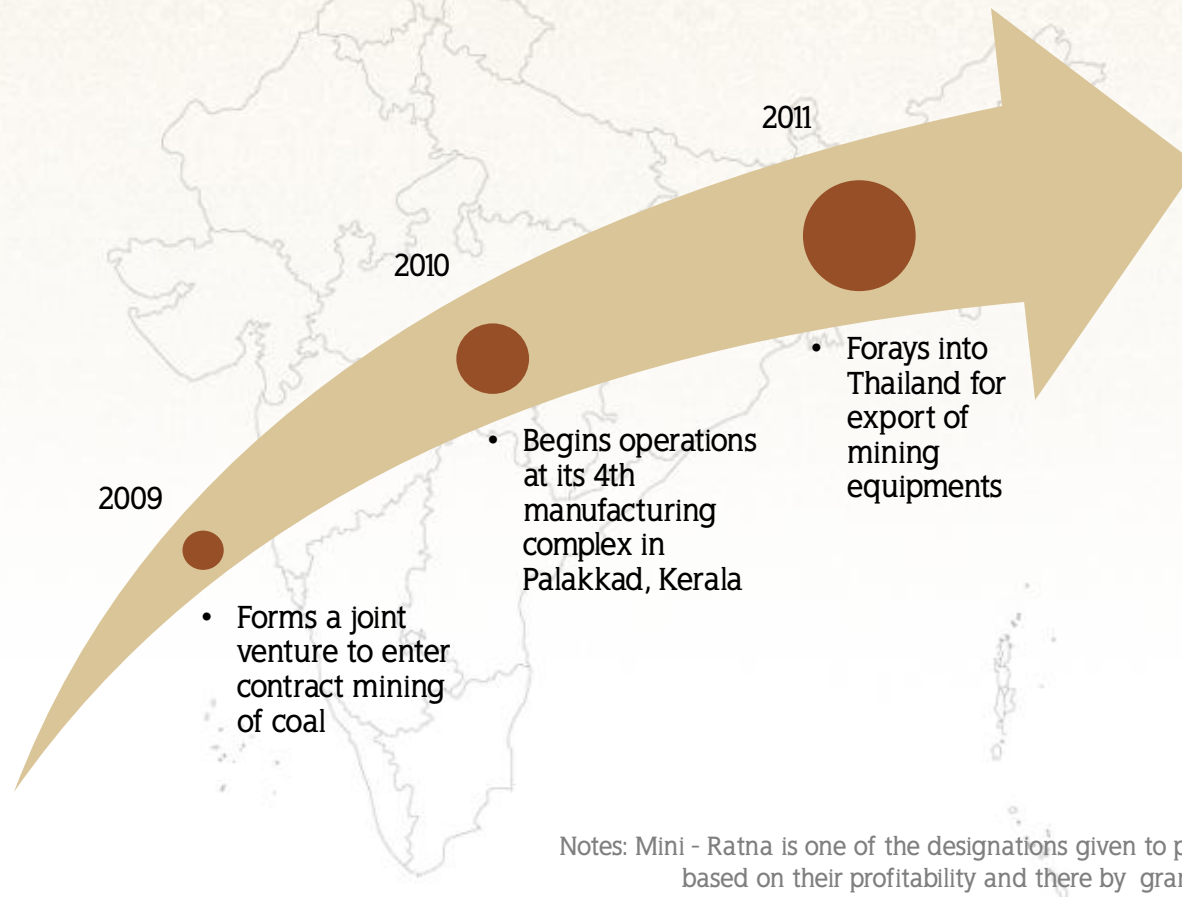 2009
• Forms a joint
venture to enter
contract mining
of coal
2010
• Begins operations
at its 4th
manufacturing
complex in
Palakkad, Kerala
2011
• Forays into
Thailand for
export of
mining
equipments
Notes: Mini - Ratna is one of the designations given to
based on their profitability and there by